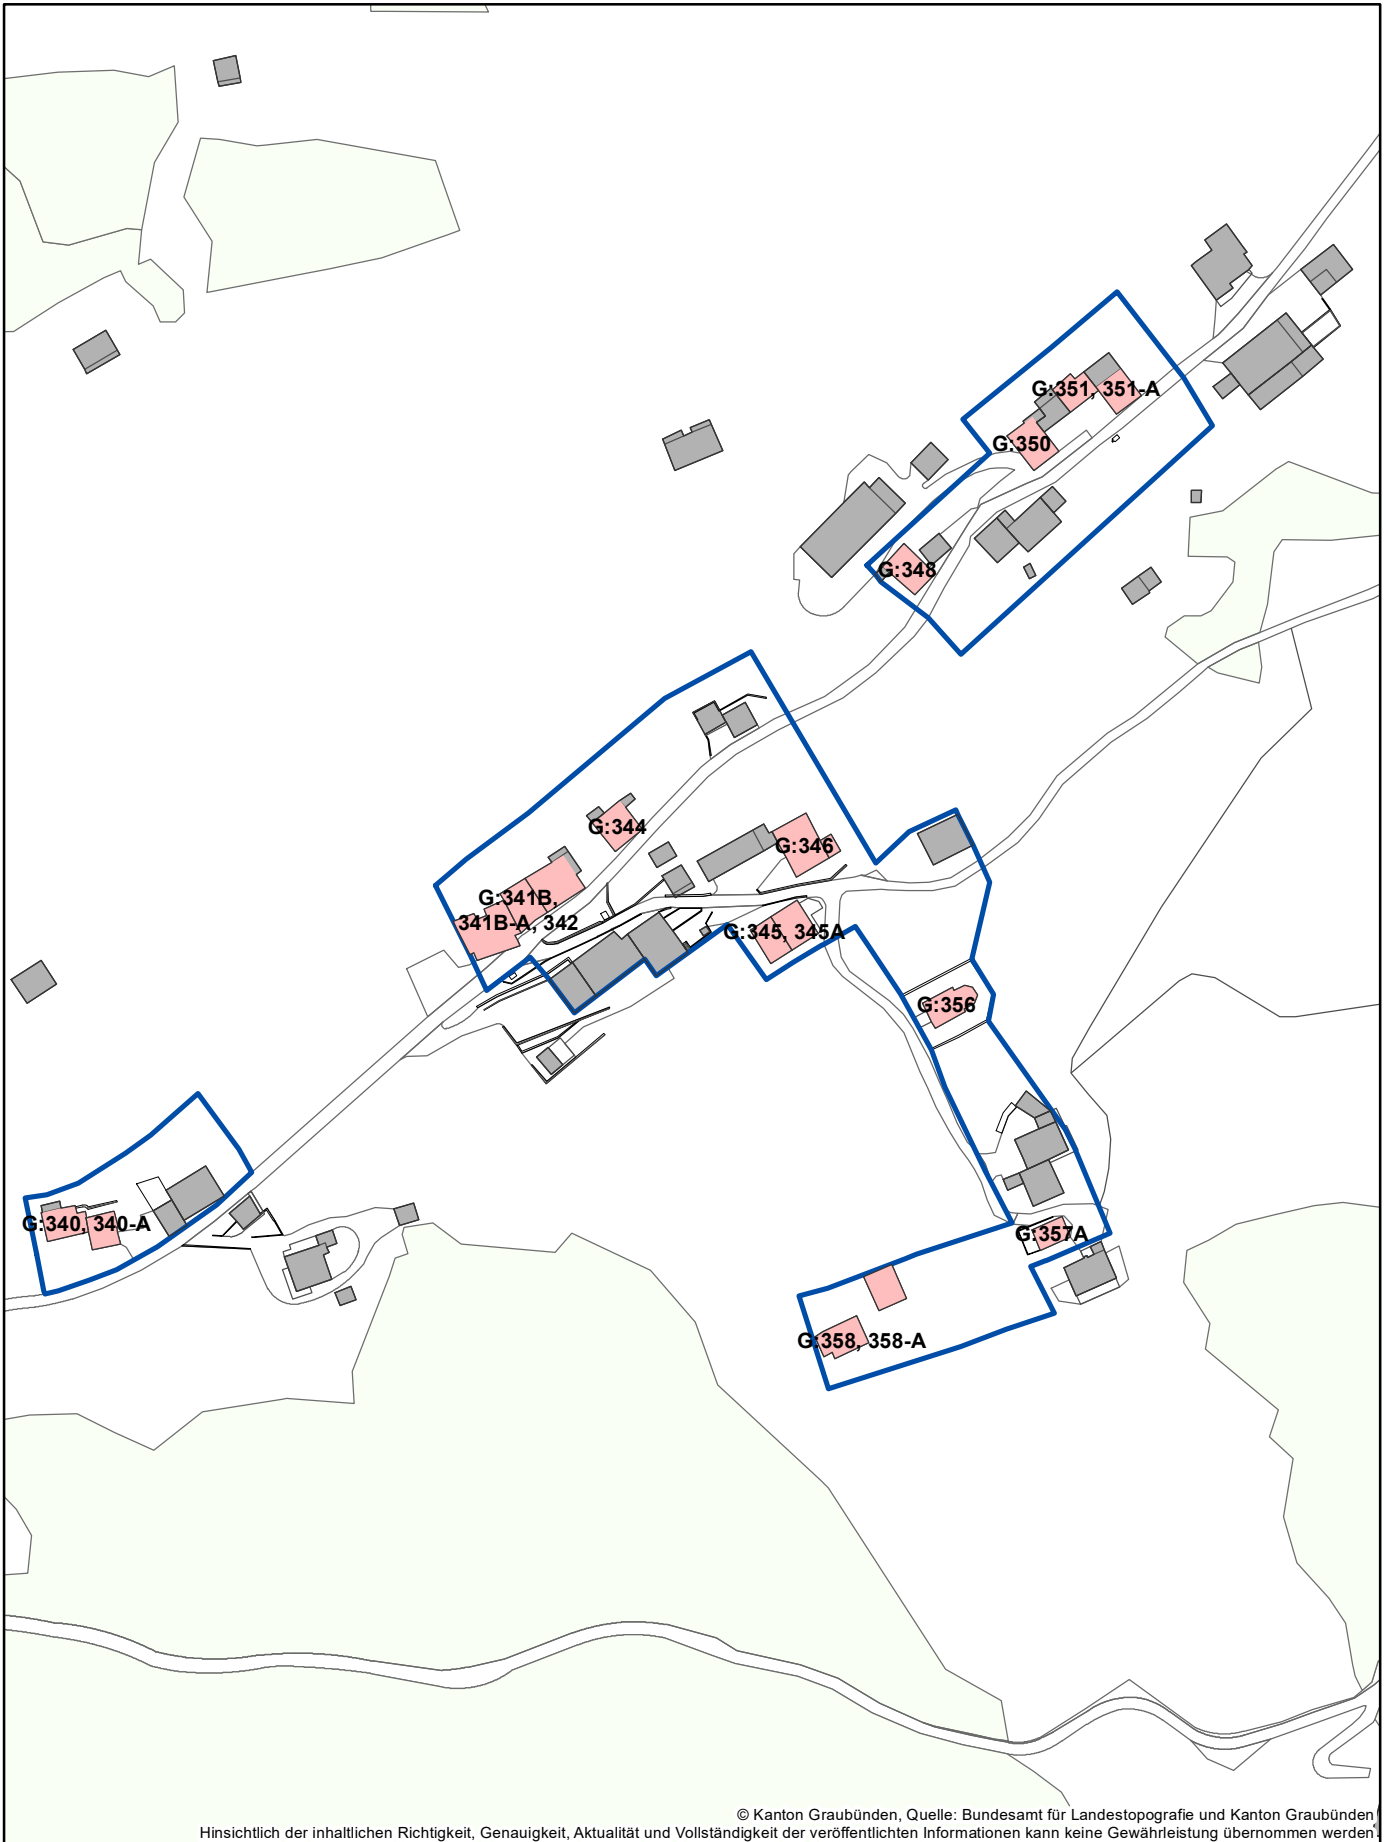 G:351, 351-A
G:350
G:348
G:344
G:346
G:341B,
341B-A, 342
G:345, 345A
G:356
G:340, 340-A
G:357A
G:358, 358-A
© Kanton Graubünden, Quelle: Bundesamt für Landestopografie und Kanton Graubünden
Hinsichtlich der inhaltlichen Richtigkeit, Genauigkeit, Aktualität und Vollständigkeit der veröffentlichten Informationen kann keine Gewährleistung übernommen werden.